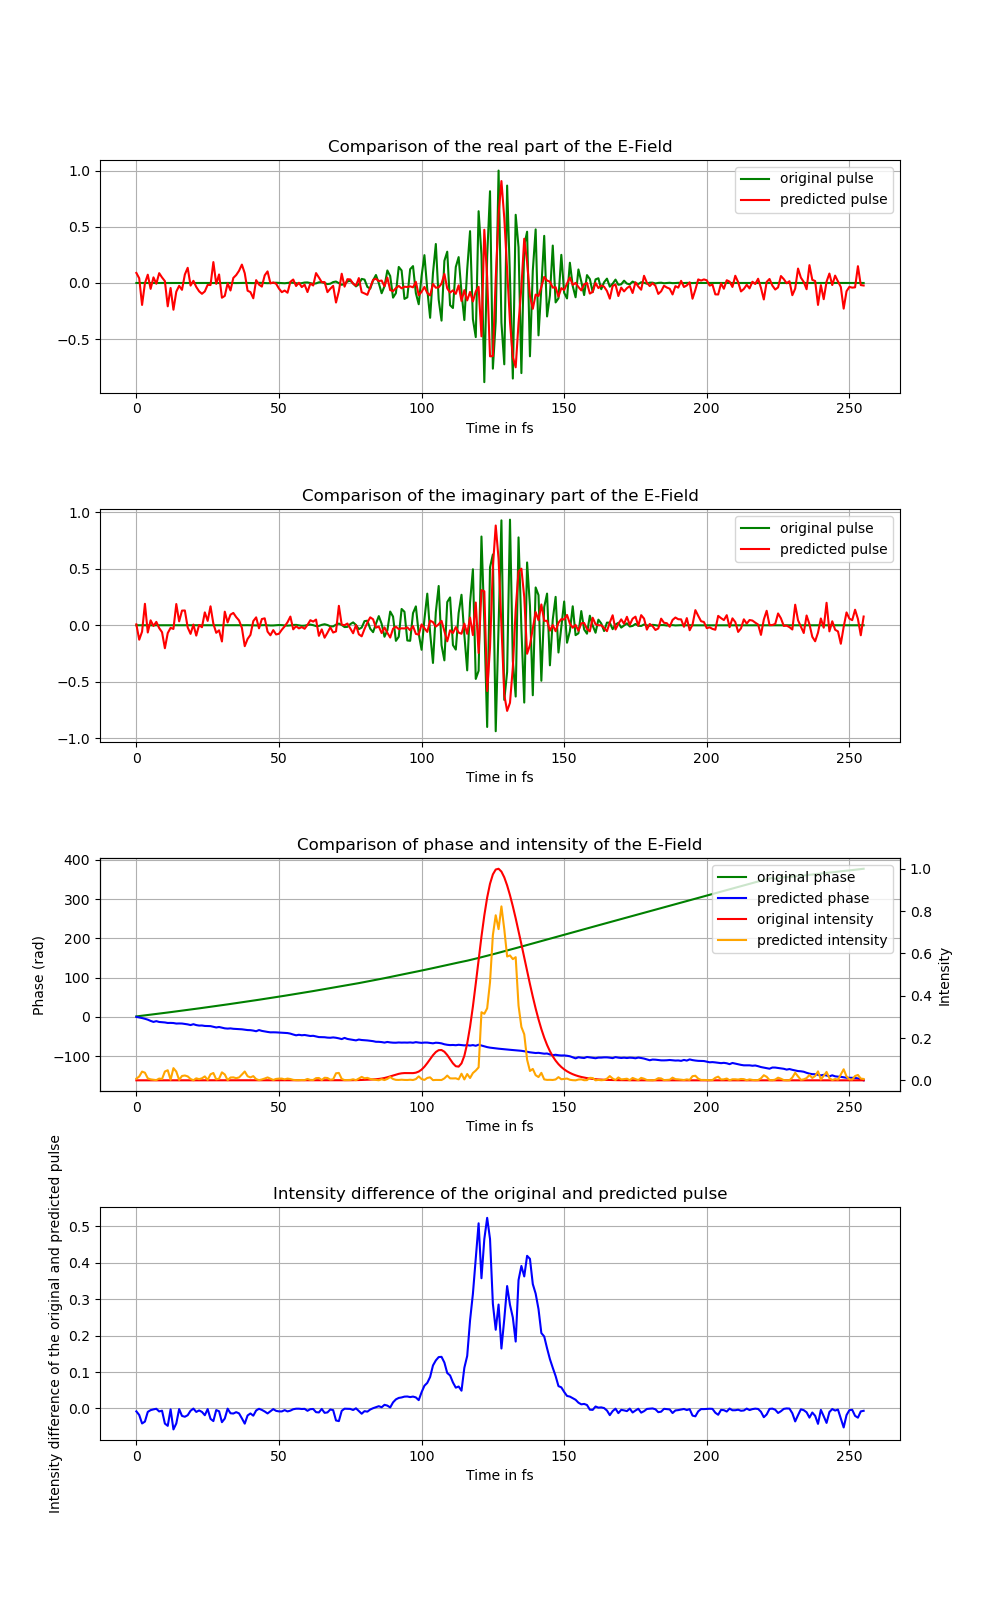 Comparison of the real part of the E-Field
1.0
0.5
0.0
−0.5
original pulse
predicted pulse
0 50 100 150 200 250
Time in fs
Comparison of the imaginary part of the E-Field
1.0
0.5
0.0
−0.5
−1.0
original pulse
predicted pulse
0 50 100 150 200 250
Time in fs
Comparison of phase and intensity of the E-Field
Phase (rad)
400
300
200
100
0
−100
original phase
predicted phase
original intensity
predicted intensity
1.0
0.8
0.6
0.4
0.2
0.0
Intensity
0 50 100 150 200 250
Time in fs
Intensity difference of the original and predicted pulse
Intensity difference of the original and predicted pulse
0.5
0.4
0.3
0.2
0.1
0.0
0 50 100 150 200 250
Time in fs